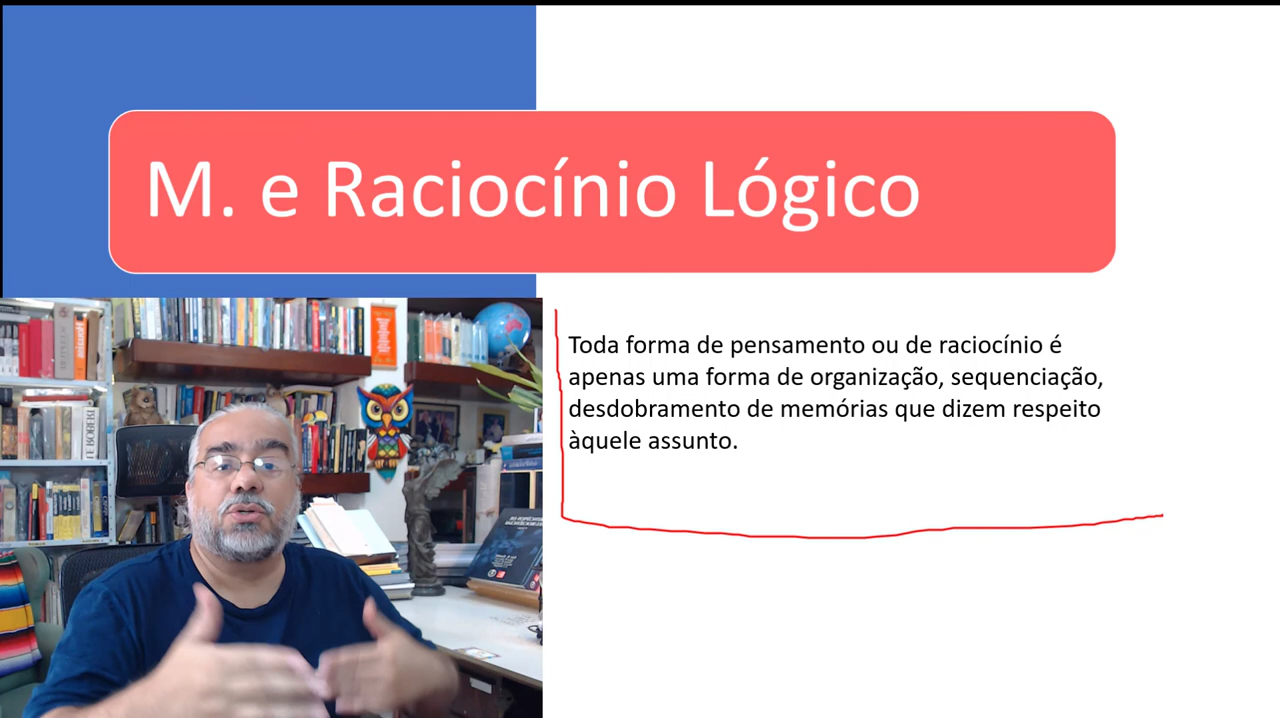 M. e Raciocínio Lógico
Toda forma de pensamento ou de raciocínio é
apenas uma forma de organização, sequenciação,
desdobramento de memórias que dizem respeito
àquele assunto.